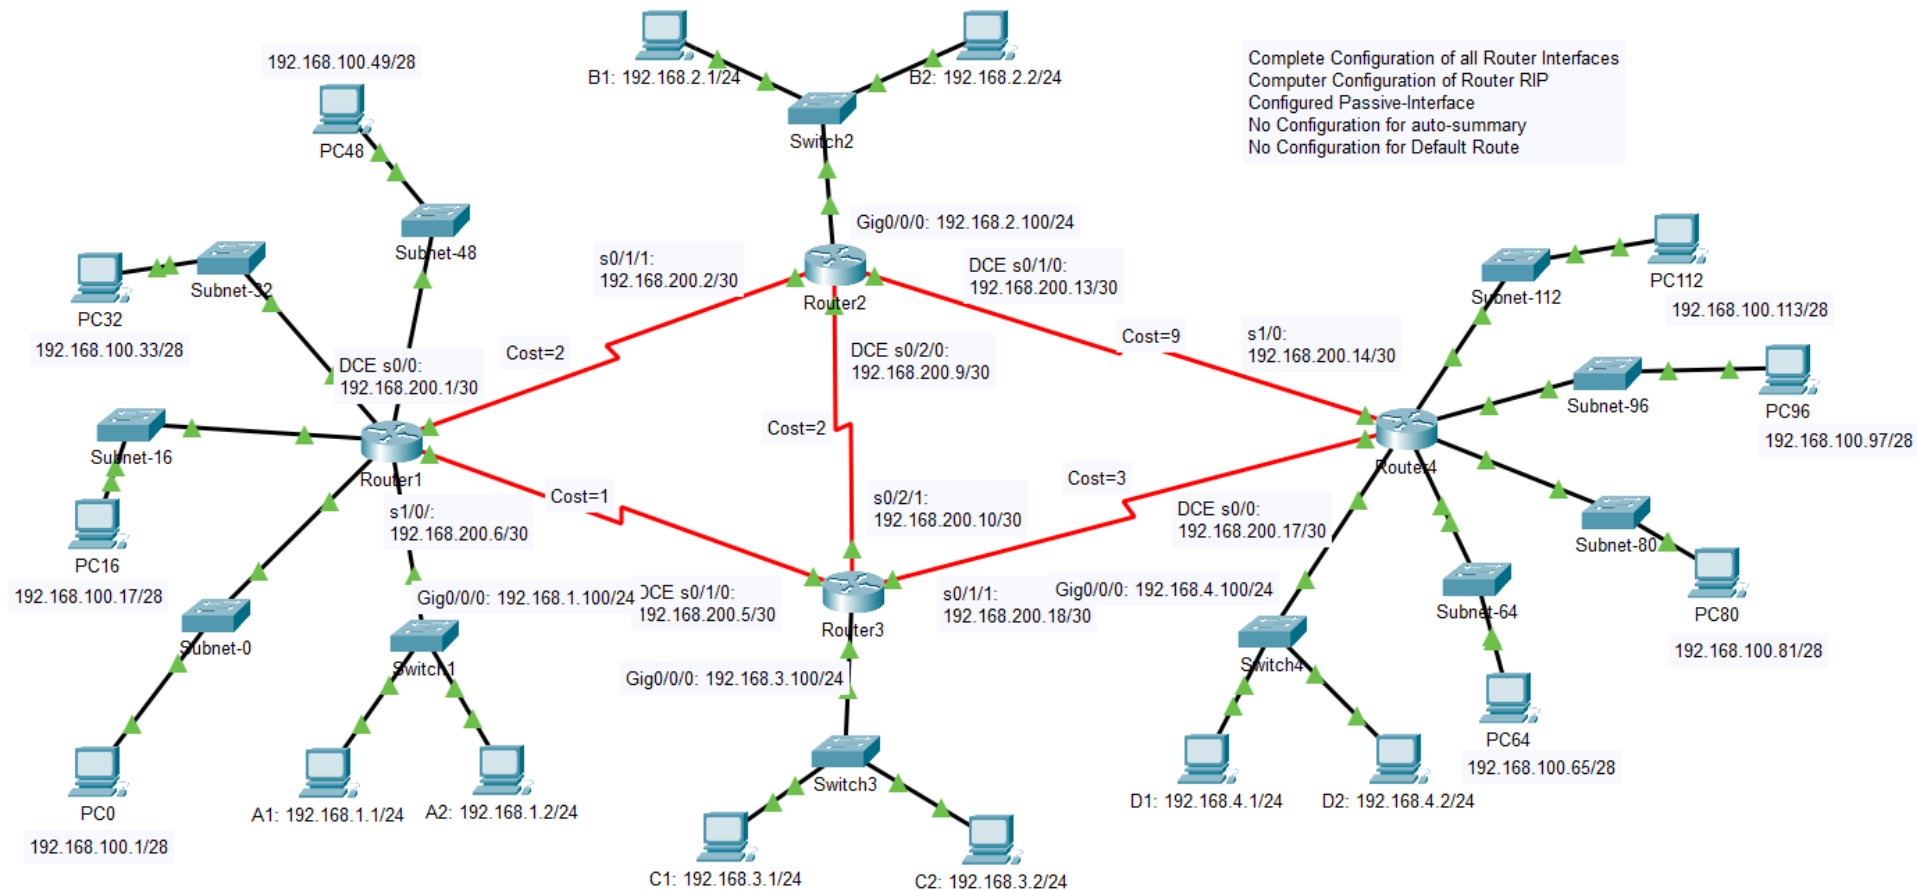 192.168.100.49/28
PC48
Subnet-48
PC32
192.168.100.33/28
Subnet-32
B1: 192.168.2.1/24
B2: 192.168.2.2/24
Switch2
Gig0/0/0: 192.168.2.100/24
Complete Configuration of all Router Interfaces
Computer Configuration of Router RIP
Configured Passive-Interface
No Configuration for auto-summary
No Configuration for Default Route
s0/1/1:
192.168.200.2/30
Router2
DCE s0/1/0:
192.168.200.13/30
Cost=2
DCE s0/2/0:
192.168.200.9/30
Cost=9
s1/0:
192.168.200.14/30
Subnet-112
PC112
192.168.100.113/28
Subnet-96
PC96
192.168.100.97/28
DCE s0/0:
192.168.200.1/30
Subnet-16
PC16
192.168.100.17/28
Router1
s1/0/:
192.168.200.6/30
Cost=1
Cost=2
s0/2/1:
192.168.200.10/30
Cost=3
DCE s0/0:
192.168.200.17/30
Router4
Subnet-80
PC80
192.168.100.81/28
Subnet-64
PC64
192.168.100.65/28
Subnet-0
PC0
192.168.100.1/28
Gig0/0/0: 192.168.1.100/24
Switch1
A1: 192.168.1.1/24
A2: 192.168.1.2/24
DCE s0/1/0:
192.168.200.5/30
Router3
s0/1/1:
192.168.200.18/30
Gig0/0/0: 192.168.4.100/24
Gig0/0/0: 192.168.3.100/24
Switch3
C1: 192.168.3.1/24
C2: 192.168.3.2/24
Switch4
D1: 192.168.4.1/24
D2: 192.168.4.2/24